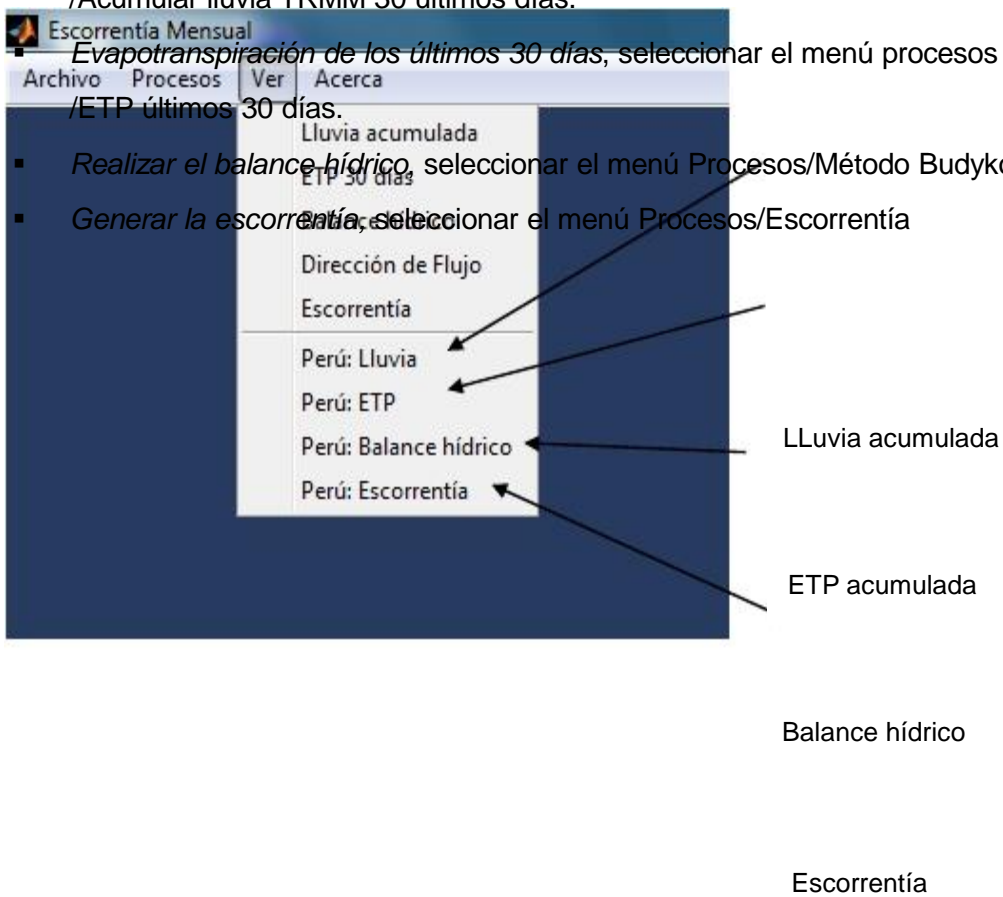 /Acumular lluvia TRMM 30 últimos días.
Escorrentía Mensual
▪ Evapotranspiración de los últimos 30 días, seleccionar el menú procesos
Archivo Procesos Ver Acerca
/ETP últimos 30 días.
Lluvia acumulada
▪ Realizar el balance hídrico, seleccionar el menú Procesos/Método Budyko
ETP 30 días
▪ Generar la escorrentía, seleccionar el menú Procesos/Escorrentía
Balance hídrico
Dirección de Flujo
Escorrentía
Perú: Lluvia
Perú: ETP
Perú: Balance hídrico
Perú: Escorrentía
LLuvia acumulada
ETP acumulada
Balance hídrico
Escorrentía